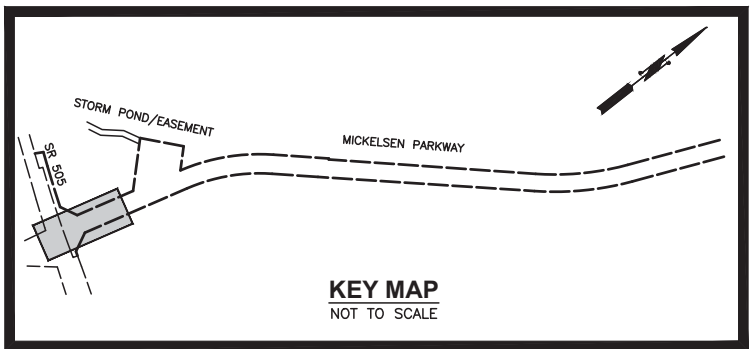 STORM POND/EASEMENT
MICKELSEN PARKWAY
SR 505
KEY MAP
NOT TO SCALE